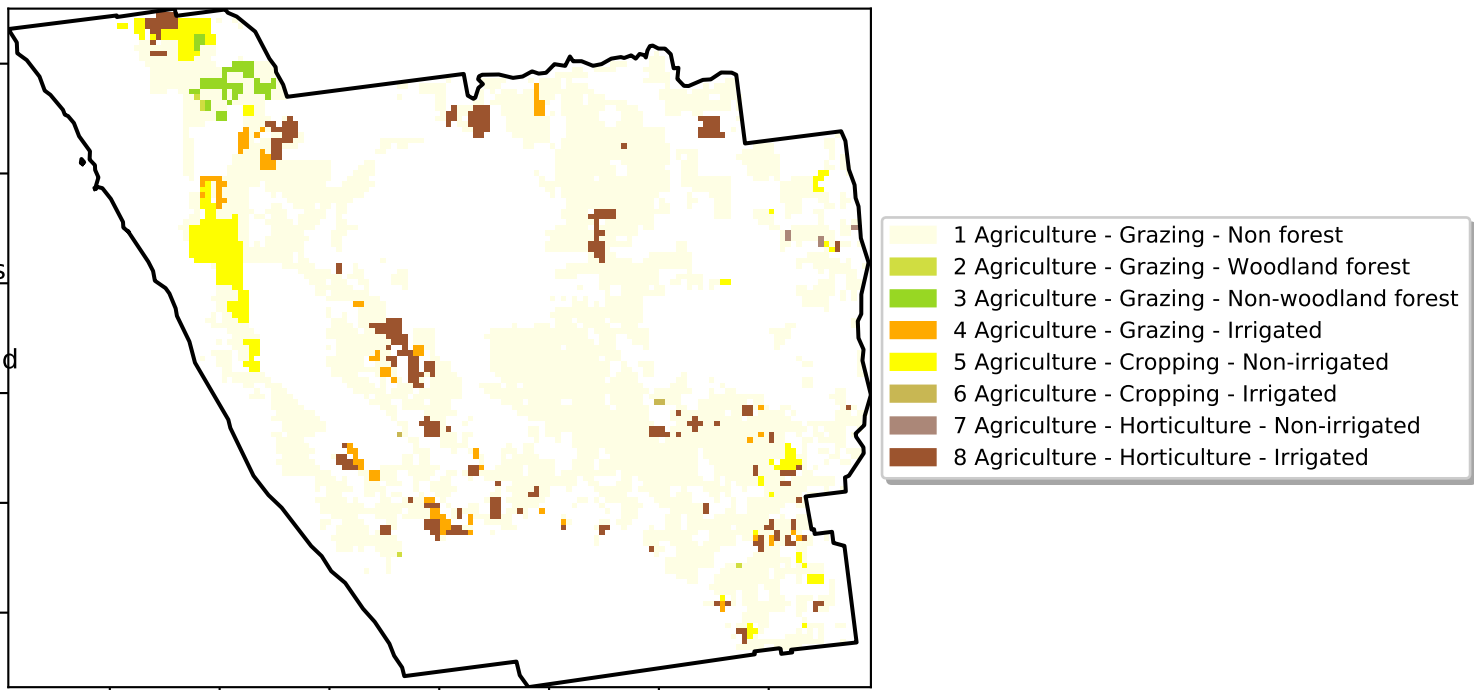 s
d
1 Agriculture - Grazing - Non forest
2 Agriculture - Grazing - Woodland forest
3 Agriculture - Grazing - Non-woodland forest
4 Agriculture - Grazing - Irrigated
5 Agriculture - Cropping - Non-irrigated
6 Agriculture - Cropping - Irrigated
7 Agriculture - Horticulture - Non-irrigated
8 Agriculture - Horticulture - Irrigated